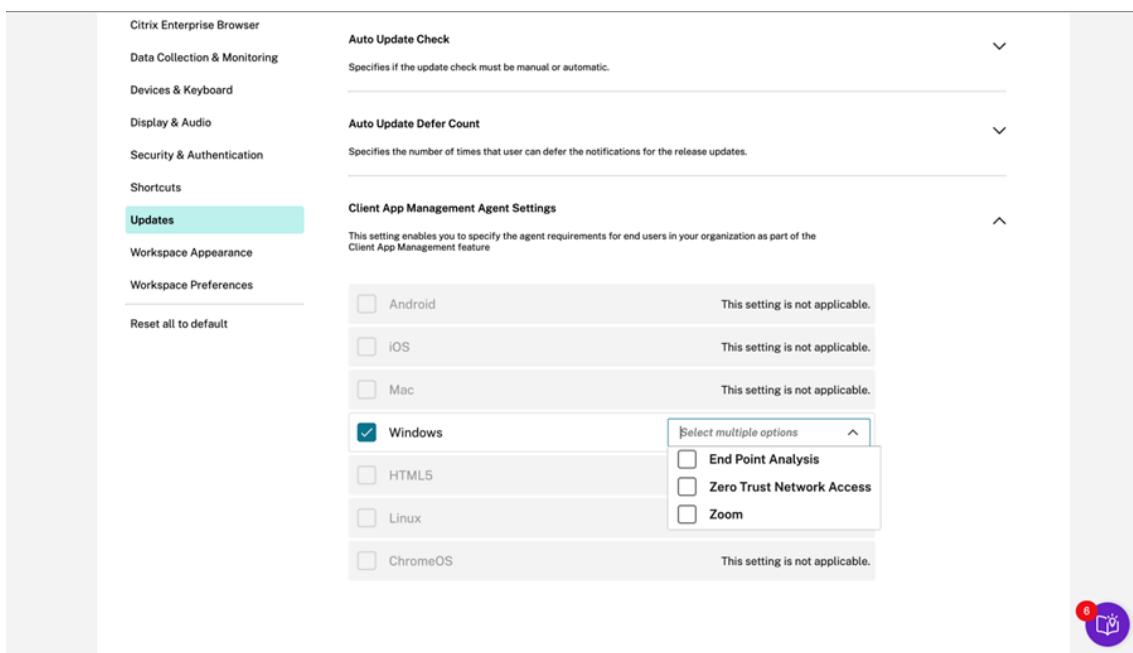 Citrix Enterprise Browser
Data Collection & Monitoring
Devices & Keyboard
Display & Audio
Security & Authentication
Shortcuts
Updates
Workspace Appearance
Workspace Preferences
Reset all to default
Auto Update Check
Specifies if the update check must be manual or automatic.
Auto Update Defer Count
Specifies the number of times that user can defer the notifications for the release updates.
Client App Management Agent Settings
This setting enables you to specify the agent requirements for end users in your organization as part of the
Client App Management feature
Android This setting is not applicable.
iOS This setting is not applicable.
Mac This setting is not applicable.
Windows Select multiple options
End Point Analysis
HTML5
Zero Trust Network Access
Zoom
Linux
ChromeOS This setting is not applicable.
6